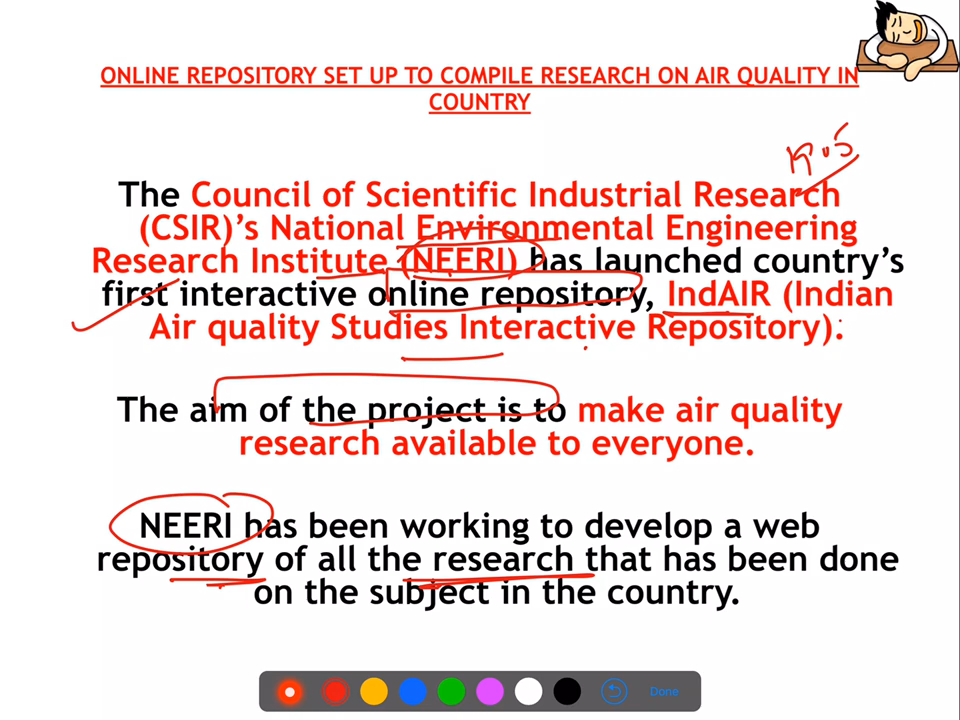 ONLINE REPOSITORY SET UP TO COMPILE RESEARCH ON AIR QUALITY IN
COUNTRY
The Council of Scientific Industrial Research
(CSIR)’s National Environmental Engineering
Research Institute (NEERI) has launched country’s
first interactive online repository, IndAIR (Indian
Air quality Studies Interactive Repository).
The aim of the project is to make air quality
research available to everyone.
NEERI has been working to develop a web
repository of all the research that has been done
on the subject in the country.
Done